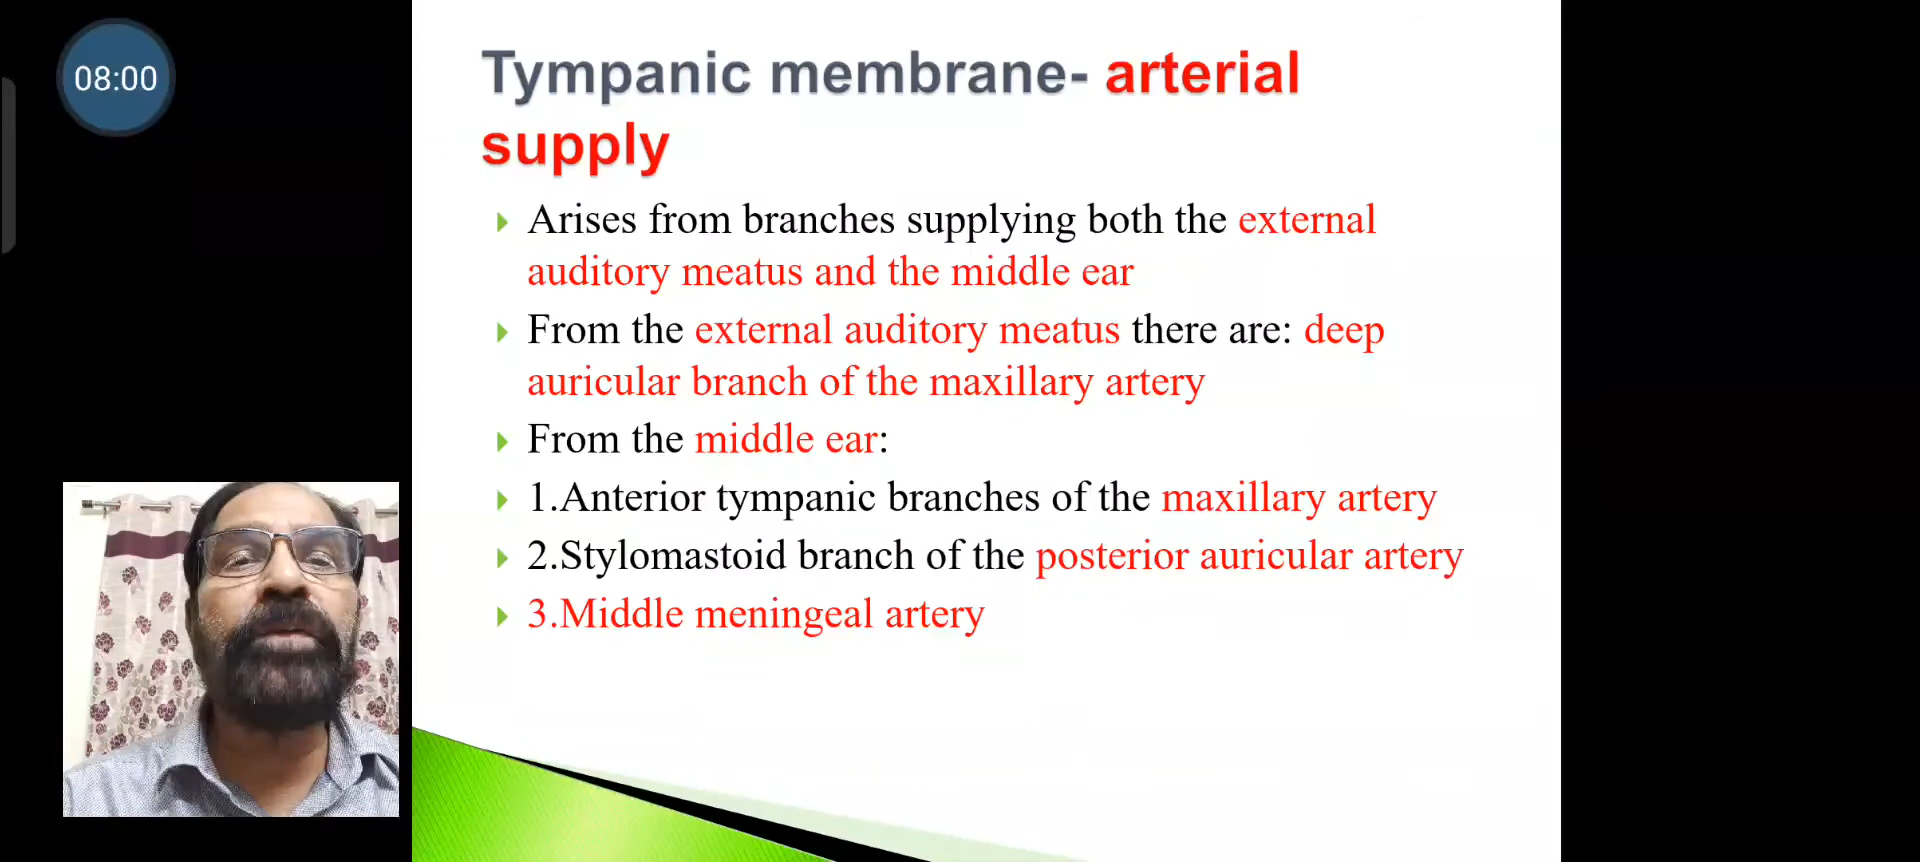 08:00
Tympanic membrane- arterial
supply
Arises from branches supplying both the external
auditory meatus and the middle ear
From the external auditory meatus there are: deep
auricular branch of the maxillary artery
From the middle ear:
1.Anterior tympanic branches of the maxillary artery
2.Stylomastoid branch of the posterior auricular artery
3.Middle meningeal artery